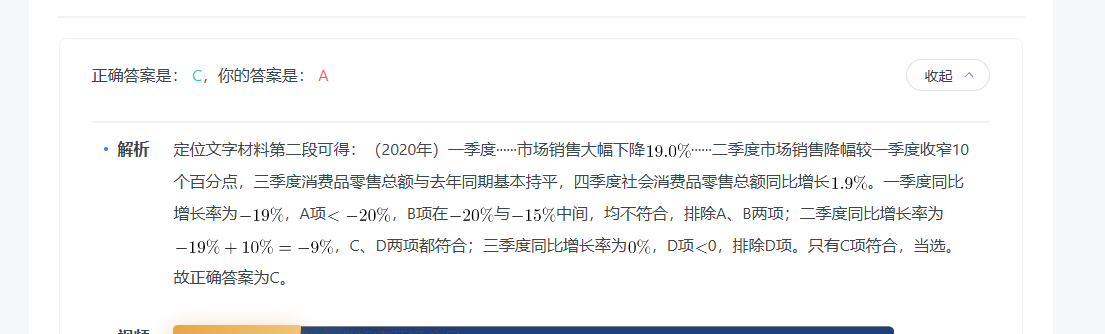 正确答案是： C，你的答案是： A
收起
解析 定位文字材料第二段可得：（2020年）一季度……市场销售大幅下降19.0%……二季度市场销售降幅较一季度收窄10
个百分点，三季度消费品零售总额与去年同期基本持平，四季度社会消费品零售总额同比增长1.9%。一季度同比
增长率为−19%，A项< −20%，B项在−20%与−15%中间，均不符合，排除A、B两项；二季度同比增长率为
−19% + 10% = −9%，C、D两项都符合；三季度同比增长率为0%，D项<0，排除D项。只有C项符合，当选。
故正确答案为C。